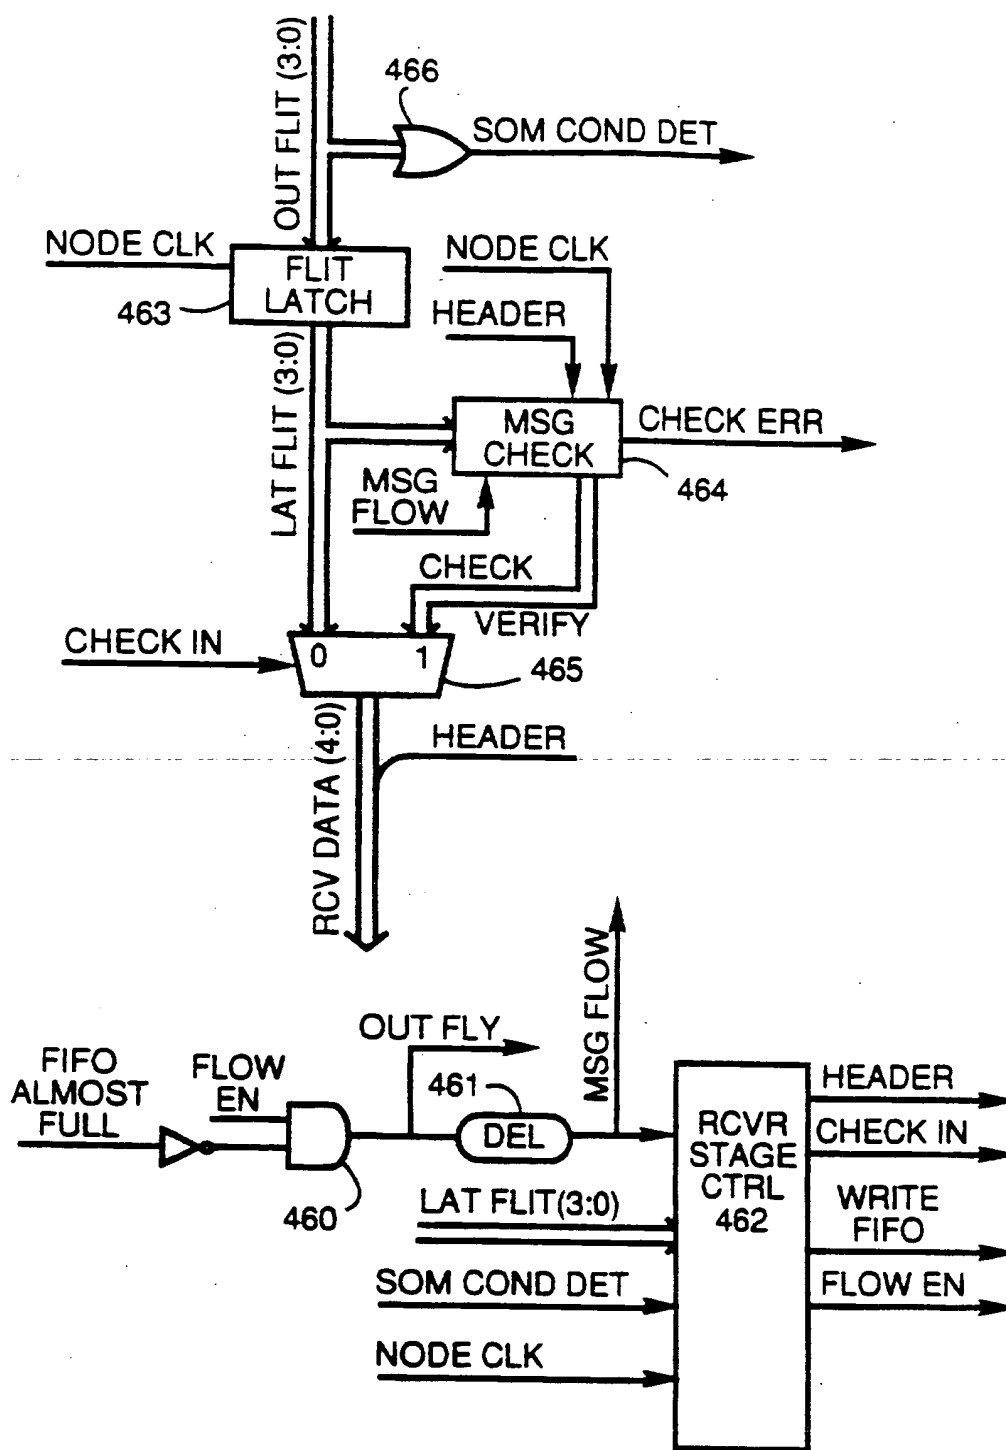 OUT FLIT (3:0)
466
SOM COND DET
NODE CLK
FLIT
LATCH
463
NODE CLK
HEADER
LAT FLIT (3:0)
MSG
CHECK
CHECK ERR
464
MSG
FLOW
CHECK
VERIFY
CHECK IN
0
1
465
RCV DATA (4:0)
HEADER
MSG FLOW
OUT FLY
FIFO
ALMOST
FULL
FLOW
EN
461
DEL
460
RCVR
STAGE
CTRL
462
LAT FLIT(3:0)
SOM COND DET
NODE CLK
HEADER
CHECK IN
WRITE
FIFO
FLOW EN